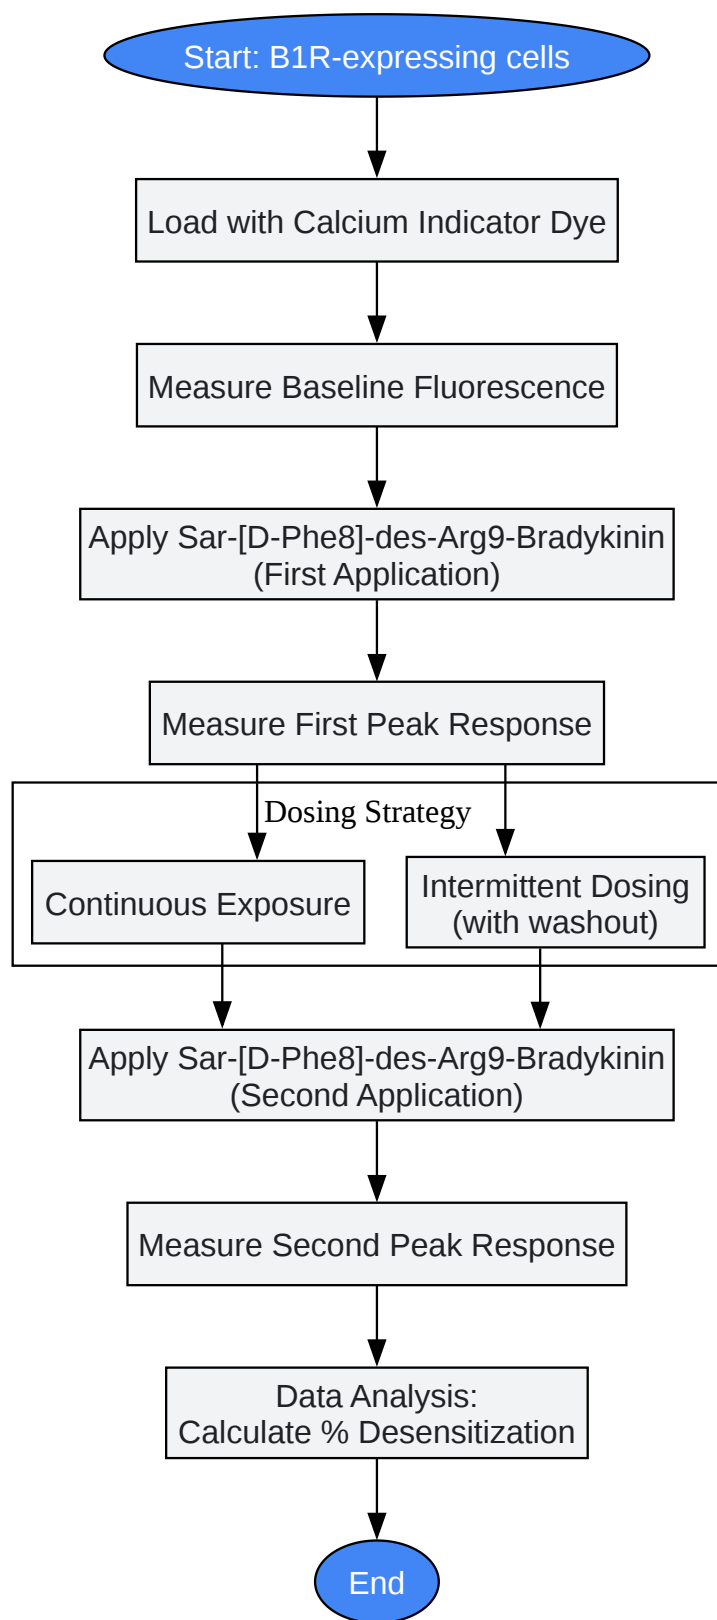 Start: B1R-expressing cells
Load with Calcium Indicator Dye
Measure Baseline Fluorescence
Apply Sar-[D-Phe8]-des-Arg9-Bradykinin
(First Application)
Measure First Peak Response
Dosing Strategy
Continuous Exposure
Intermittent Dosing
(with washout)
Apply Sar-[D-Phe8]-des-Arg9-Bradykinin
(Second Application)
Measure Second Peak Response
Data Analysis:
Calculate % Desensitization
End